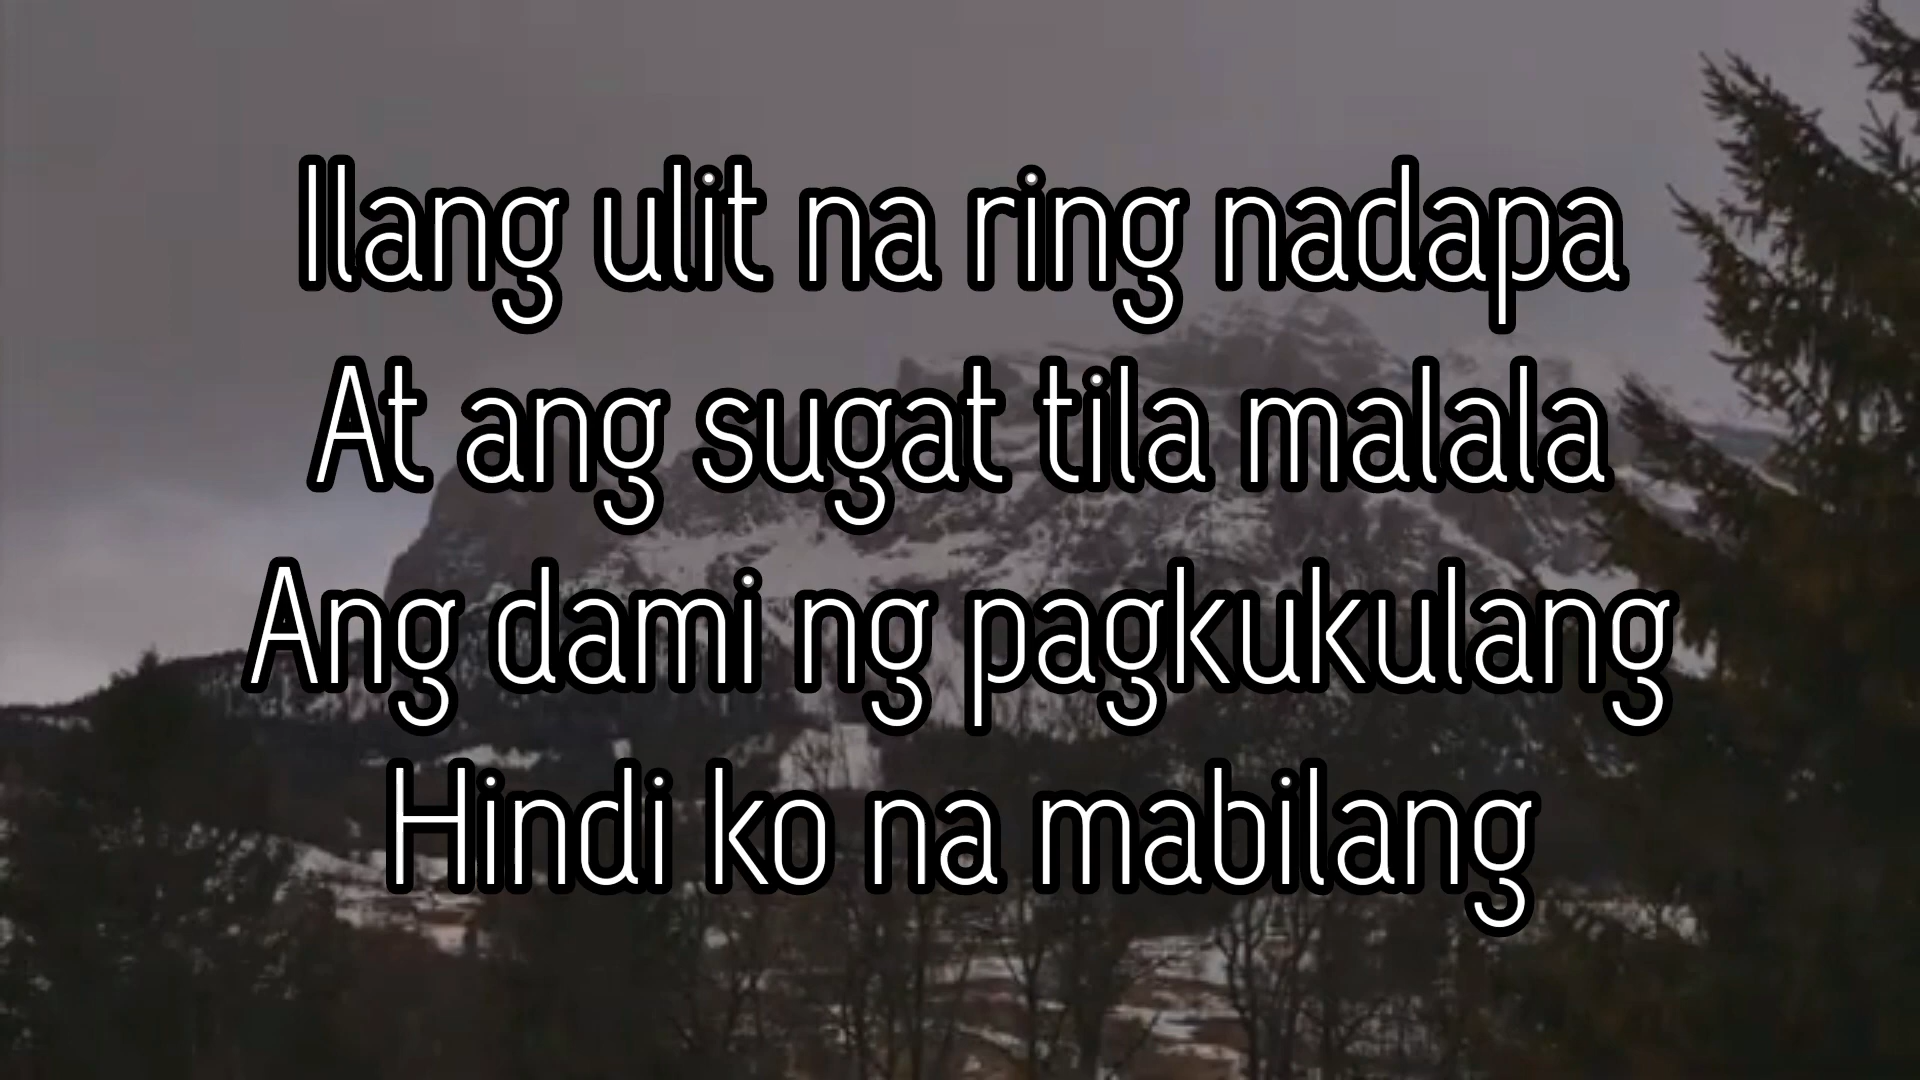 Ilang ulit na ring nadapa
At ang sugat tila malala
Ang dami ng pagkukulang
Hindi ko na mabilang